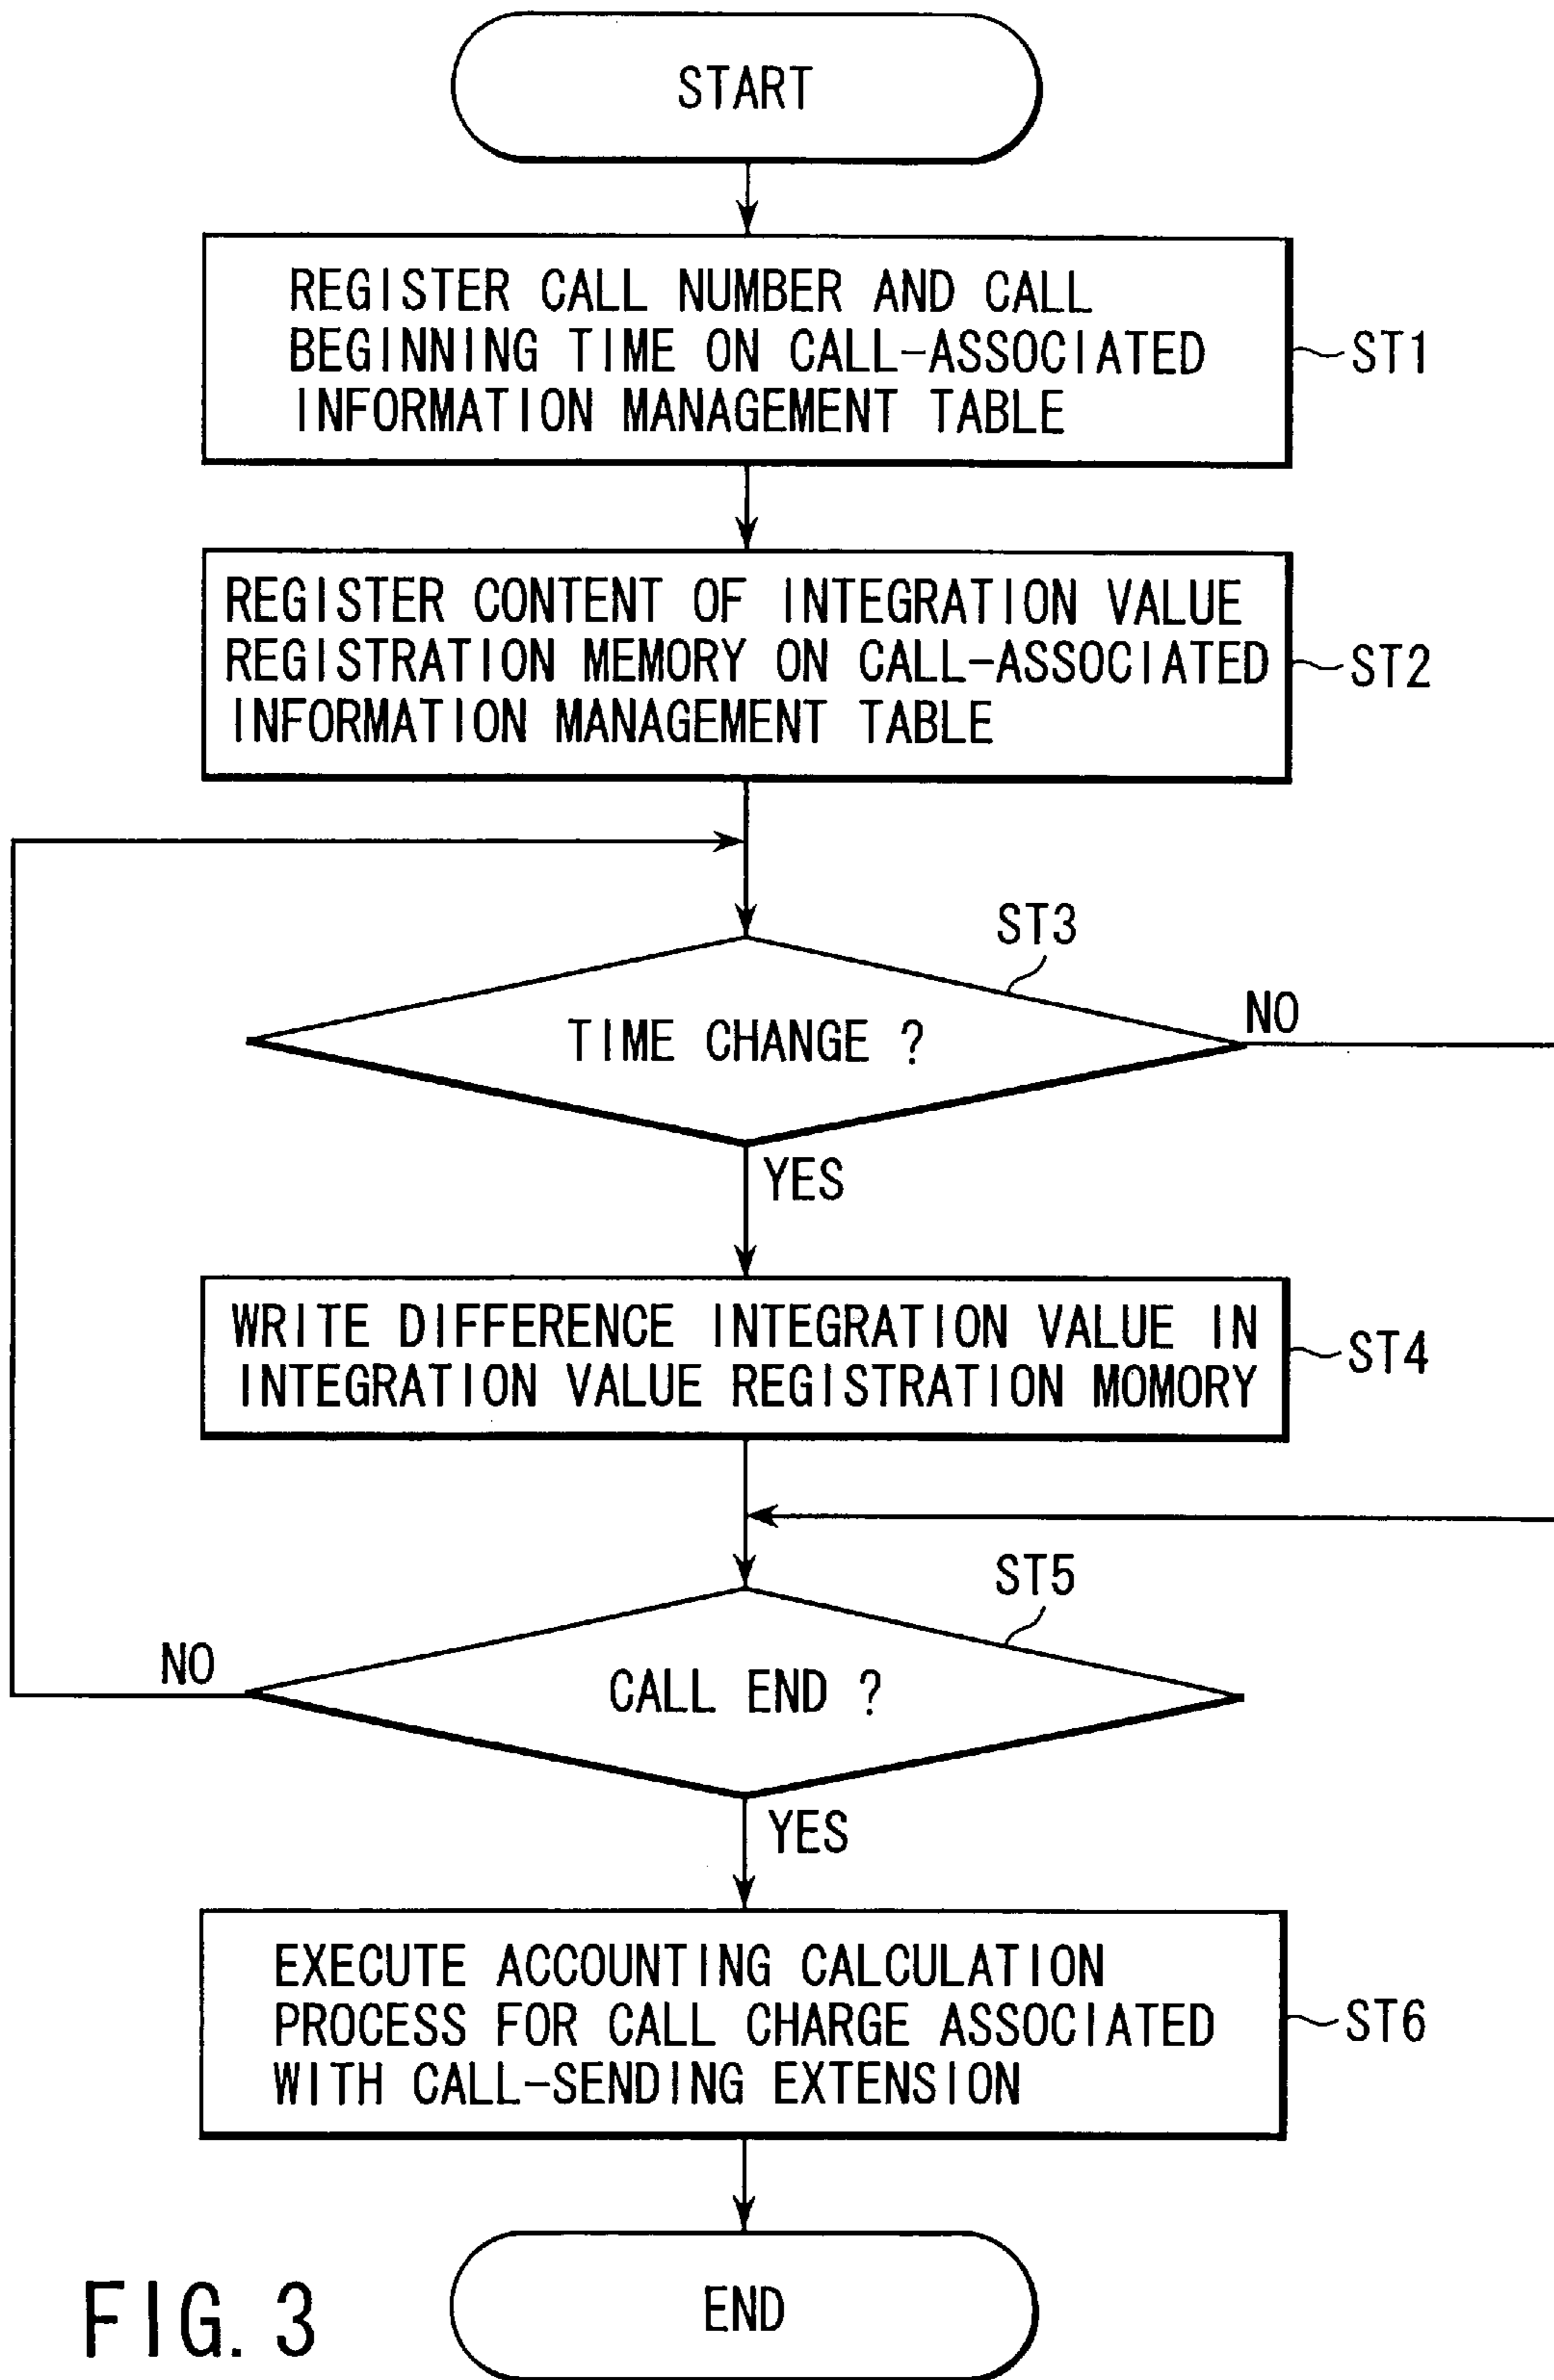 START
REGISTER CALL NUMBER AND CALL
BEGINNING TIME ON CALL-ASSOCIATED
INFORMATION MANAGEMENT TABLE
ST1
REGISTER CONTENT OF INTEGRATION VALUE
REGISTRATION MEMORY ON CALL-ASSOCIATED
INFORMATION MANAGEMENT TABLE
ST2
ST3
TIME CHANGE ?
NO
YES
WRITE DIFFERENCE INTEGRATION VALUE IN
INTEGRATION VALUE REGISTRATION MOMORY
ST4
ST5
CALL END ?
NO
YES
EXECUTE ACCOUNTING CALCULATION
PROCESS FOR CALL CHARGE ASSOCIATED
WITH CALL-SENDING EXTENSION
ST6
END
FIG. 3